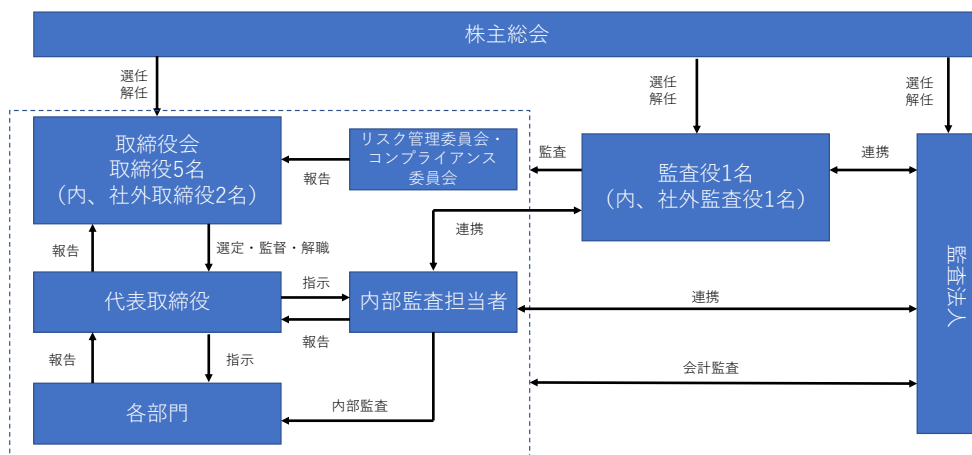 株主総会
選任
解任
選任
解任
選任
解任
取締役会
取締役5名
（内、社外取締役2名）
報告
リスク管理委員会・
コンプライアンス
委員会
監査
監査役1名
（内、社外監査役1名）
連携
監査法人
報告
選定・監督・解職
連携
代表取締役
指示
報告
内部監査担当者
連携
報告
指示
会計監査
各部門
内部監査